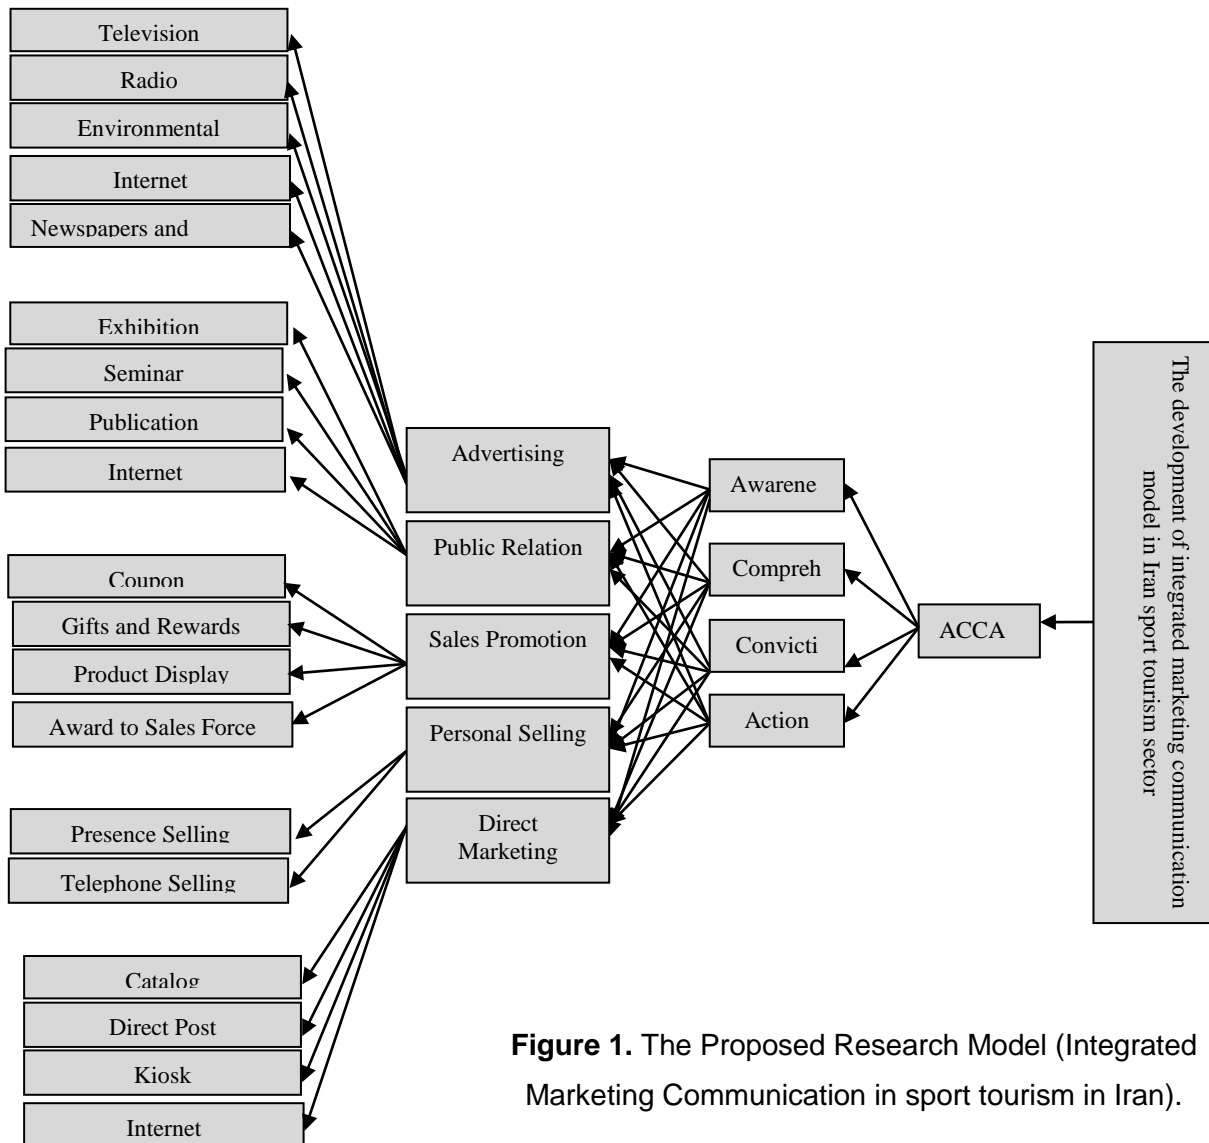 Television
Radio
Environmental
Internet
Newspapers and
Exhibition
Seminar
Publication
Internet
Coupon
Gifts and Rewards
Product Display
Award to Sales Force
Presence Selling
Telephone Selling
Catalog
Direct Post
Kiosk
Internet
Advertising
Public Relation
Sales Promotion
Personal Selling
Direct
Marketing
Awarene
Compreh
Convicti
Action
ACCA
The development of integrated marketing communication
model in Iran sport tourism sector
Figure 1. The Proposed Research Model (Integrated
Marketing Communication in sport tourism in Iran).